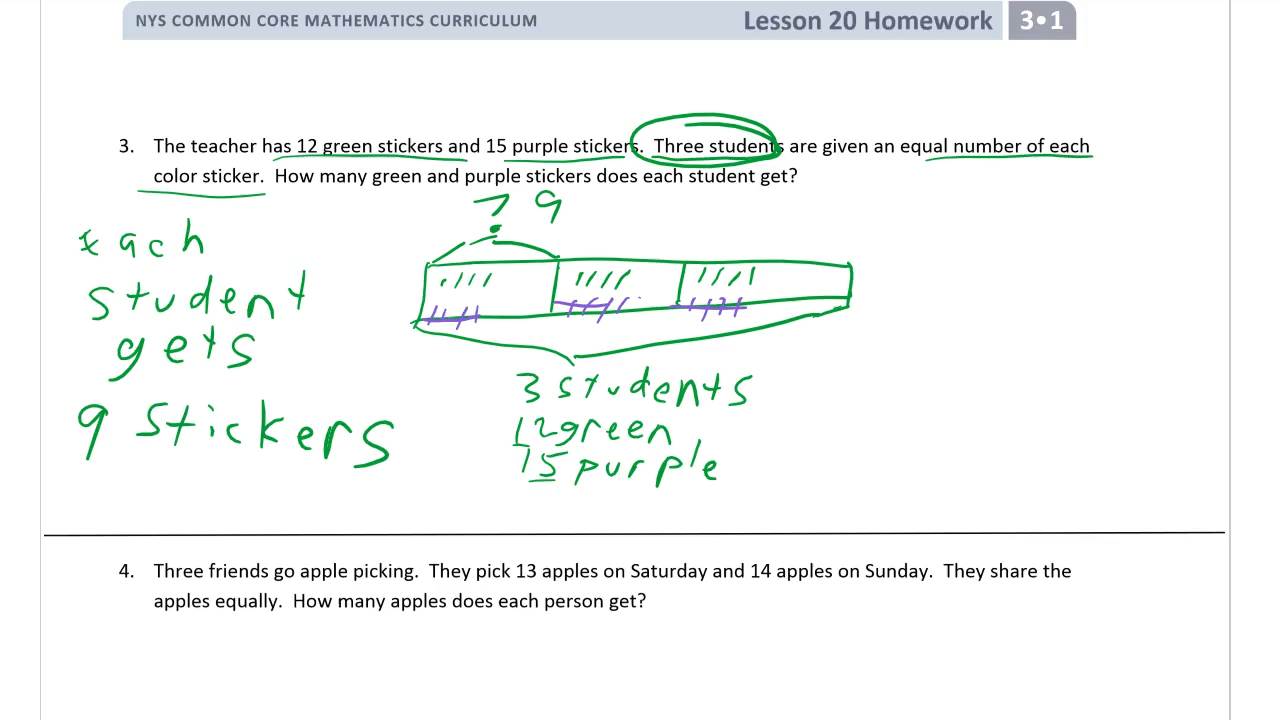 NYS COMMON CORE MATHEMATICS CURRICULUM Lesson 20 Homework 3•1
3. The teacher has 12 green stickers and 15 purple stickers. Three students are given an equal number of each
color sticker. How many green and purple stickers does each student get?
? 9
Each
student
gets
9 stickers
3 students
12 green
15 purple
4. Three friends go apple picking. They pick 13 apples on Saturday and 14 apples on Sunday. They share the
apples equally. How many apples does each person get?